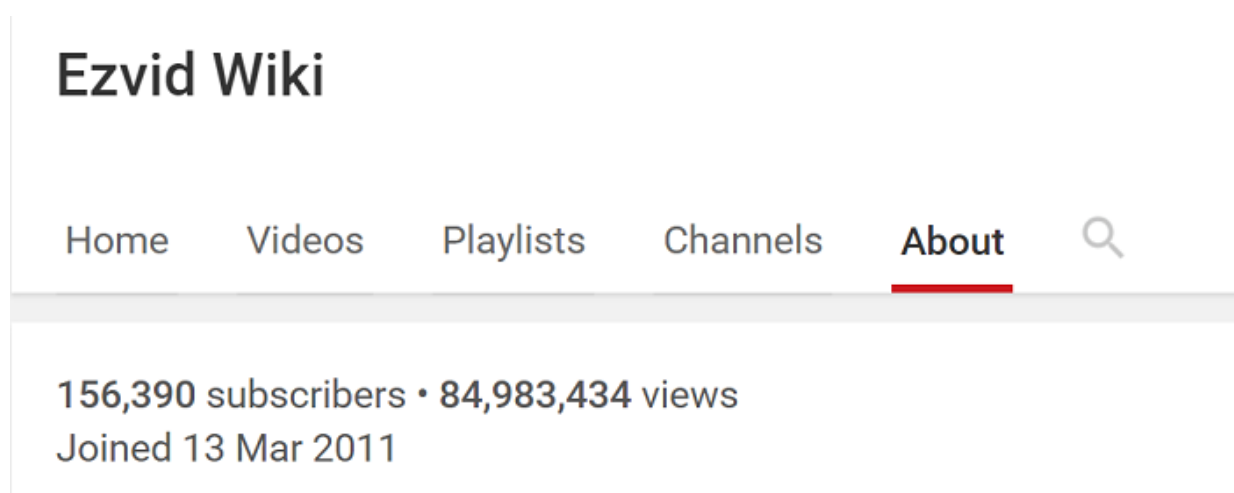 Ezvid Wiki
Home Videos Playlists Channels About
156,390 subscribers • 84,983,434 views
Joined 13 Mar 2011